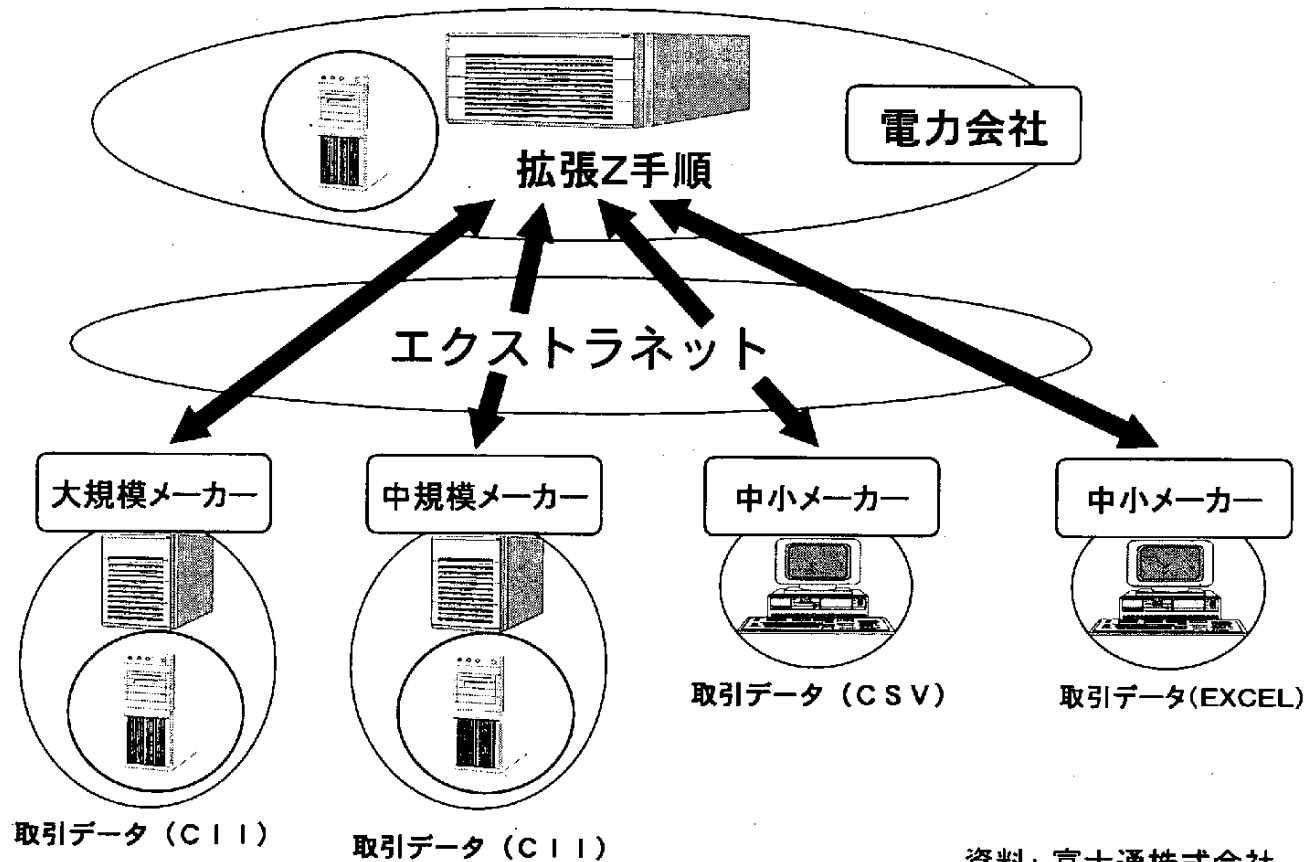 電力会社
拡張Z手順
エクストラネット
大規模メーカー
中規模メーカー
中小メーカー
中小メーカー
取引データ(CSV)
取引データ(EXCEL)
取引データ(CII)
取引データ(CII)
資料:富士通株式会社